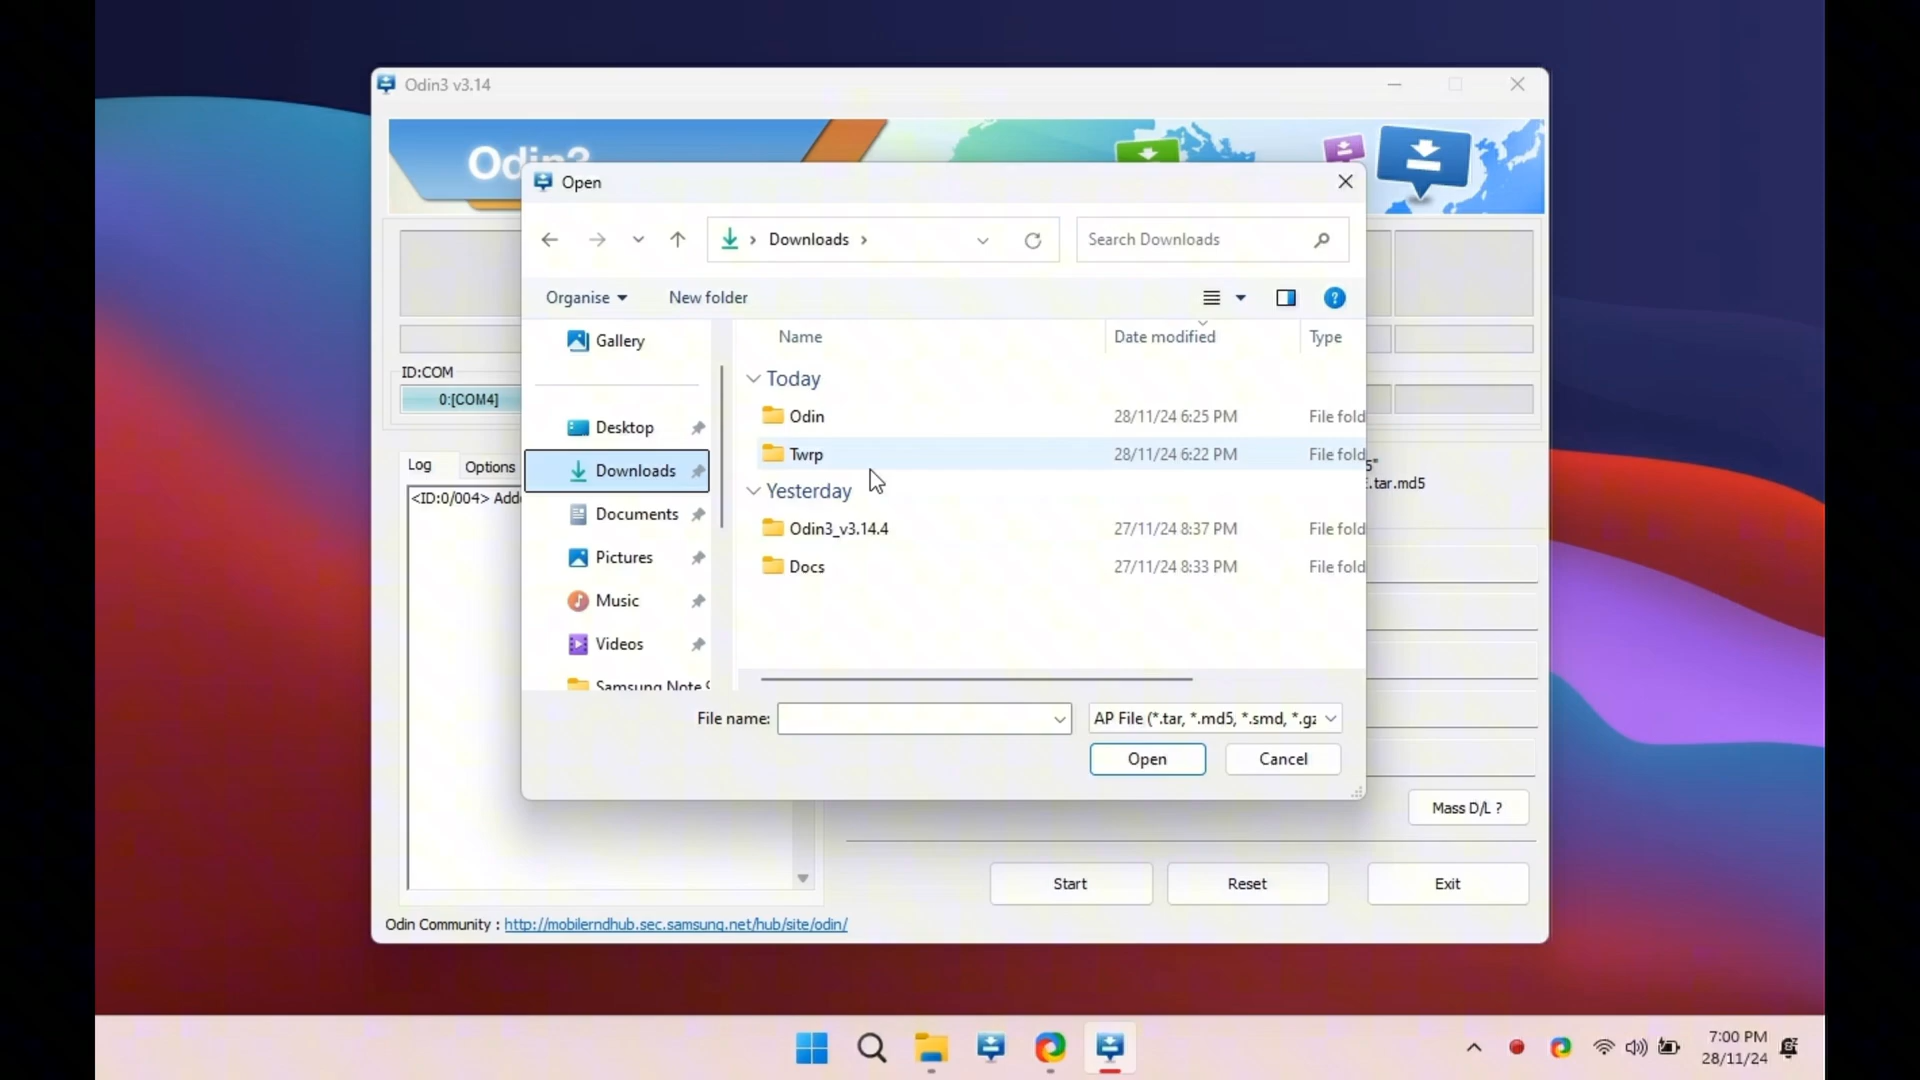 Odin3 v3.14
Odin3
Open
Downloads
Search Downloads
Organise
New folder
Gallery
Desktop
Downloads
Documents
Pictures
Music
Videos
Samsung Note
Name
Date modified
Type
Today
Odin
28/11/24 6:25 PM
File fold
Twrp
28/11/24 6:22 PM
File fold
Yesterday
Odin3_v3.14.4
27/11/24 8:37 PM
File fold
Docs
27/11/24 8:33 PM
File fold
File name:
AP File (*.tar, *.md5, *.smd, *.gz
Open
Cancel
ID:COM
0:[COM4]
Log
Options
<ID:0/004> Add
.tar.md5
Mass D/L ?
Start
Reset
Exit
Odin Community : http://mobilerndhub.sec.samsung.net/hub/site/odin/
7:00 PM
28/11/24